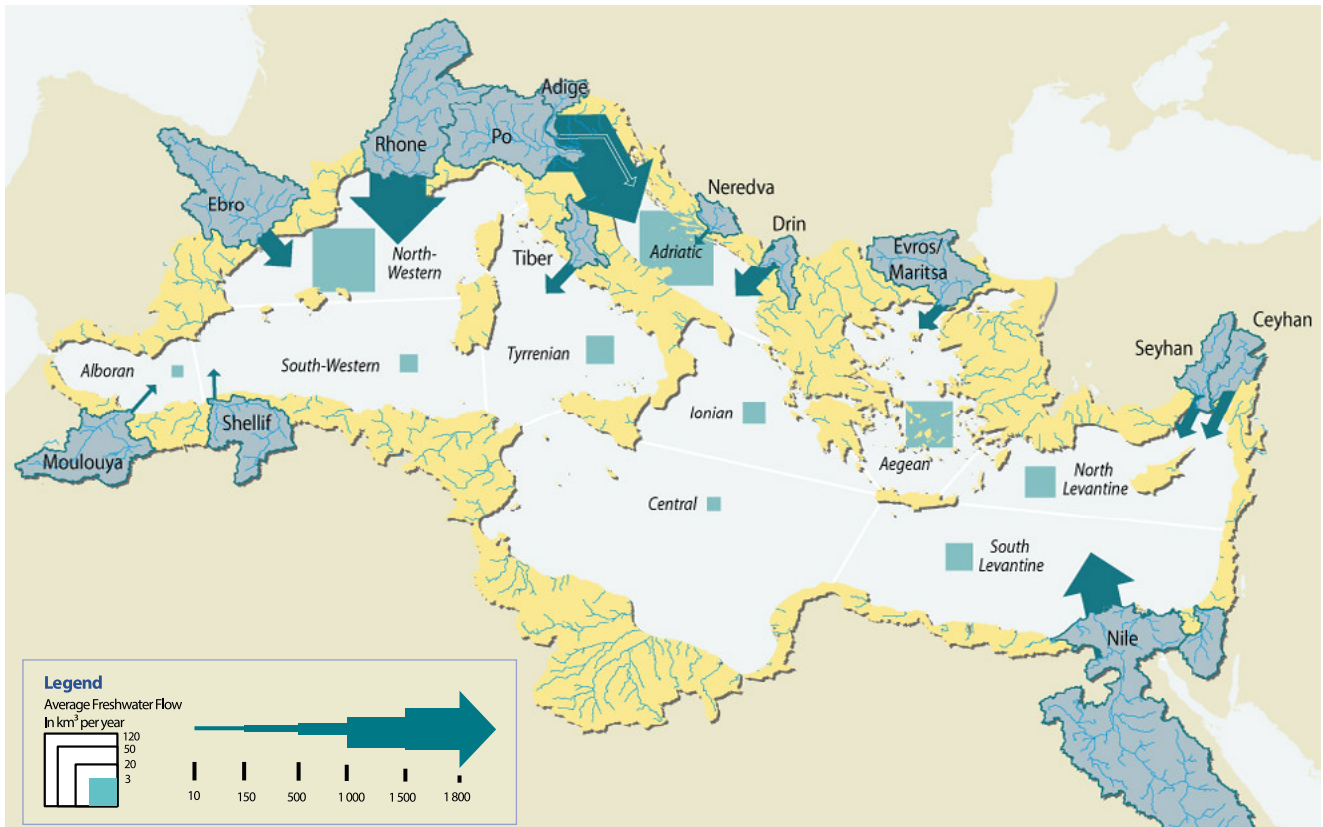 Adige
Rhone
Po
Ebro
Neredva
Drin
North-
Western
Tiber
Adriatic
Evros/
Maritsa
Ceyhan
Seyhan
Alboran
South-Western
Tyrrenian
Ionian
Shellif
Moulouya
Aegean
North
Levantine
Central
South
Levantine
Nile
Legend
Average Freshwater Flow
In km³ per year
120
50
20
3
10
150
500
1 000
1 500
1 800